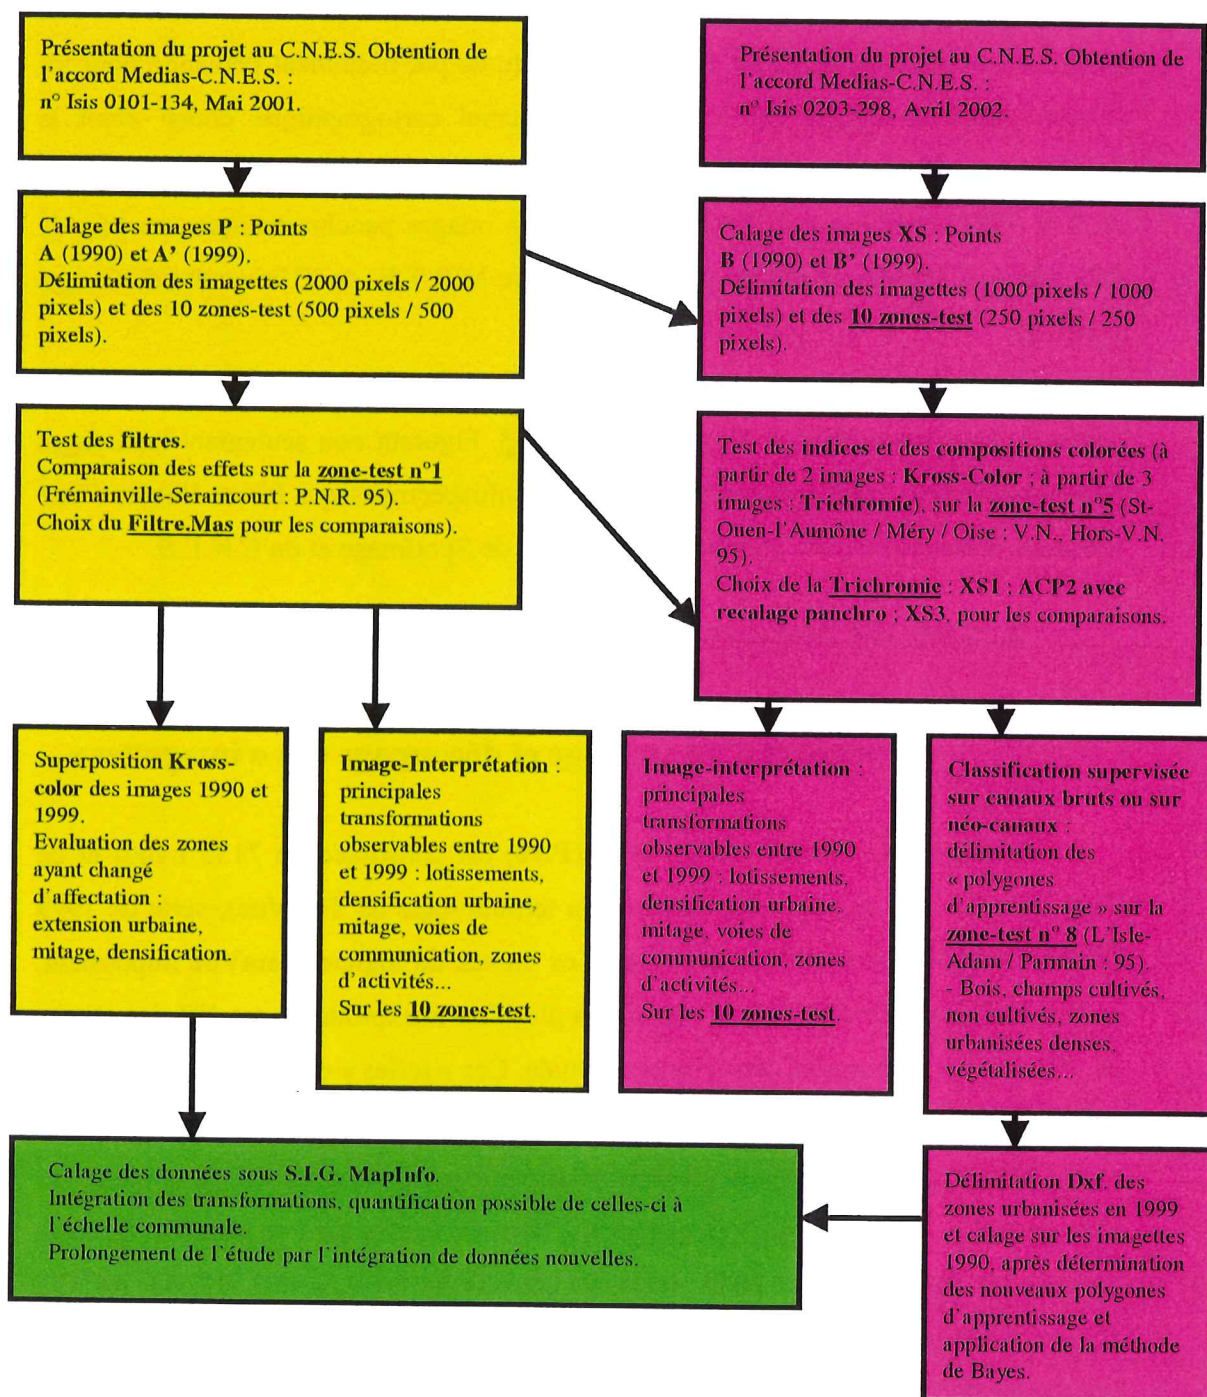 Présentation du projet au C.N.E.S. Obtention de
l'accord Medias-C.N.E.S. :
n° Isis 0101-134, Mai 2001.
Présentation du projet au C.N.E.S. Obtention de
l'accord Medias-C.N.E.S. :
n° Isis 0203-298, Avril 2002.
Calage des images P : Points
A (1990) et A' (1999).
Délimitation des imagettes (2000 pixels / 2000
pixels) et des 10 zones-test (500 pixels / 500
pixels).
Calage des images XS : Points
B (1990) et B' (1999).
Délimitation des imagettes (1000 pixels / 1000
pixels) et des 10 zones-test (250 pixels / 250
pixels).
Test des filtres.
Comparaison des effets sur la zone-test n°1
(Frémainville-Seraincourt : P.N.R. 95).
Choix du Filtre.Mas pour les comparaisons).
Test des indices et des compositions colorées (à
partir de 2 images : Kross-Color ; à partir de 3
images : Trichromie), sur la zone-test n°5 (St-
Ouen-l'Aumône / Méry / Oise : V.N., Hors-V.N.
95).
Choix de la Trichromie : XS1 ; ACP2 avec
recalage panchro ; XS3, pour les comparaisons.
Superposition Kross-
color des images 1990 et
1999.
Evaluation des zones
ayant changé
d'affectation :
extension urbaine,
mitage, densification.
Image-Interprétation :
principales
transformations
observables entre 1990
et 1999 : lotissements,
densification urbaine,
mitage, voies de
communication, zones
d'activités...
Sur les 10 zones-test.
Image-interprétation :
principales
transformations
observables entre 1990
et 1999 : lotissements,
densification urbaine,
mitage, voies de
communication, zones
d'activités...
Sur les 10 zones-test.
Classification supervisée
sur canaux bruts ou sur
néo-canaux :
délimitation des
« polygones
d'apprentissage » sur la
zone-test n° 8 (L'Isle-
Adam / Parmain : 95).
- Bois, champs cultivés,
non cultivés, zones
urbanisées denses,
végétalisées...
Calage des données sous S.I.G. MapInfo.
Intégration des transformations, quantification possible de celles-ci à
l'échelle communale.
Prolongement de l'étude par l'intégration de données nouvelles.
Délimitation Dxf. des
zones urbanisées en 1999
et calage sur les imagettes
1990, après détermination
des nouveaux polygones
d'apprentissage et
application de la méthode
de Bayes.